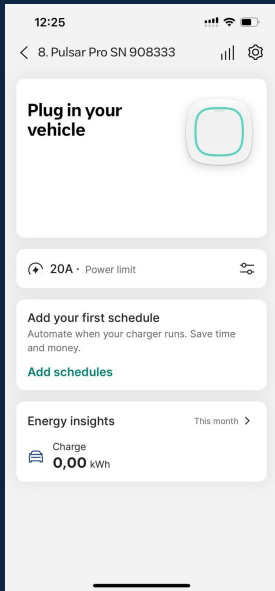 12:25
8. Pulsar Pro SN 908333
Plug in your
vehicle
20A · Power limit
Add your first schedule
Automate when your charger runs. Save time
and money.
Add schedules
Energy insights
This month
Charge
0,00 kWh